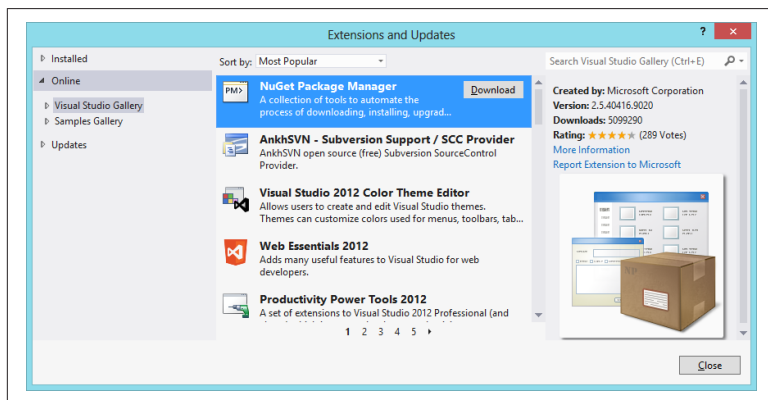 Extensions and Updates
?
×
Installed
Online
Visual Studio Gallery
Samples Gallery
Updates
Sort by: Most Popular
PM>
NuGet Package Manager
A collection of tools to automate the
process of downloading, installing, upgrad...
Download
AnkhSVN - Subversion Support / SCC Provider
AnkhSVN open source (free) Subversion SourceControl
Provider.
Visual Studio 2012 Color Theme Editor
Allows users to create and edit Visual Studio themes.
Themes can customize colors used for menus, toolbars, tab...
Web Essentials 2012
Adds many useful features to Visual Studio for web
developers.
Productivity Power Tools 2012
A set of extensions to Visual Studio 2012 Professional (and
1 2 3 4 5
Search Visual Studio Gallery (Ctrl+E)
Created by: Microsoft Corporation
Version: 2.5.40416.9020
Downloads: 5099290
Rating: ★★★★★ (289 Votes)
More Information
Report Extension to Microsoft
Close